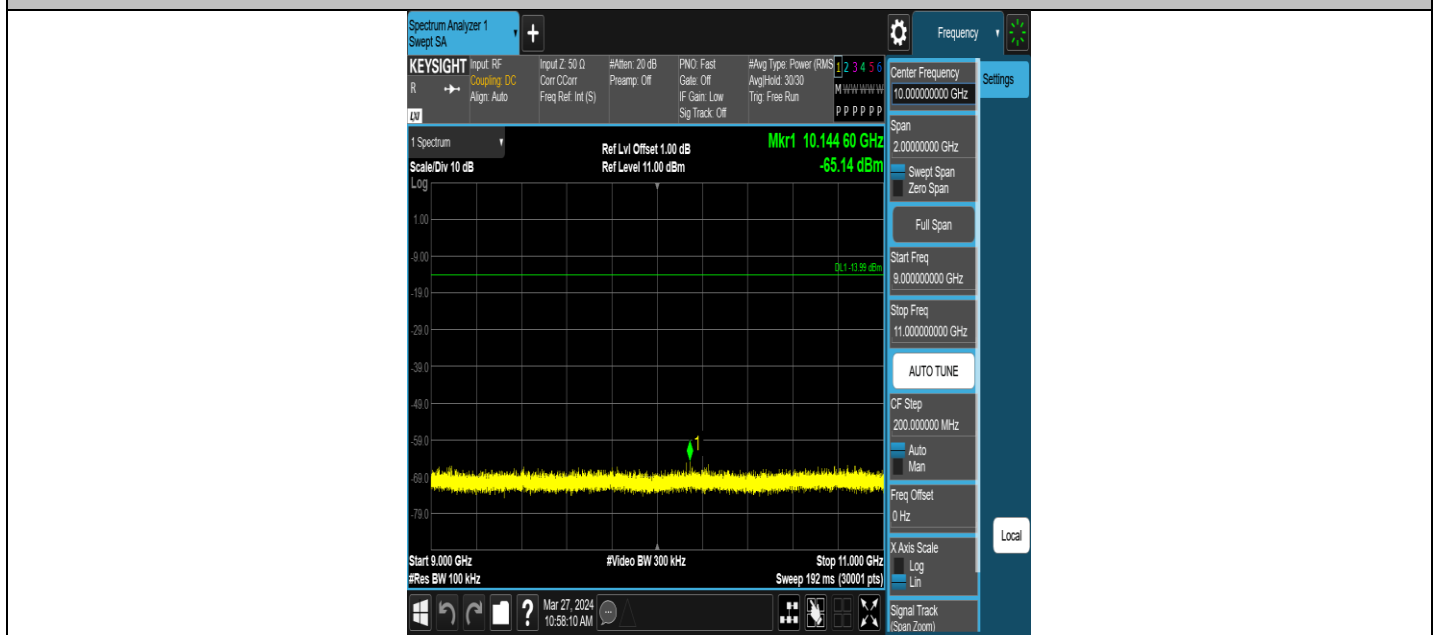 Spectrum Analyzer 1
Swept SA
+
Frequency
KEYSIGHT
R
LXI
Input: RF
Coupling: DC
Align: Auto
Input Z: 50 Ω
Corr CCorr
Freq Ref: Int (S)
#Atten: 20 dB
Preamp: Off
PNO: Fast
Gate: Off
IF Gain: Low
Sig Track: Off
#Avg Type: Power (RMS
Avg|Hold: 30/30
Trig: Free Run
1 2 3 4 5 6
M W W W W W
P P P P P P
1 Spectrum
Scale/Div 10 dB
Ref Lvl Offset 1.00 dB
Ref Level 11.00 dBm
Mkr1 10.144 60 GHz
-65.14 dBm
Log
1.00
-9.00
-19.0
-29.0
-39.0
-49.0
-59.0
-69.0
-79.0
DL1 -13.99 dBm
1
Start 9.000 GHz
#Res BW 100 kHz
#Video BW 300 kHz
Stop 11.000 GHz
Sweep 192 ms (30001 pts)
Center Frequency
10.000000000 GHz
Settings
Span
2.00000000 GHz
Swept Span
Zero Span
Full Span
Start Freq
9.000000000 GHz
Stop Freq
11.000000000 GHz
AUTO TUNE
CF Step
200.000000 MHz
Auto
Man
Freq Offset
0 Hz
X Axis Scale
Log
Lin
Signal Track
(Span Zoom)
Local
?
Mar 27, 2024
10:58:10 AM